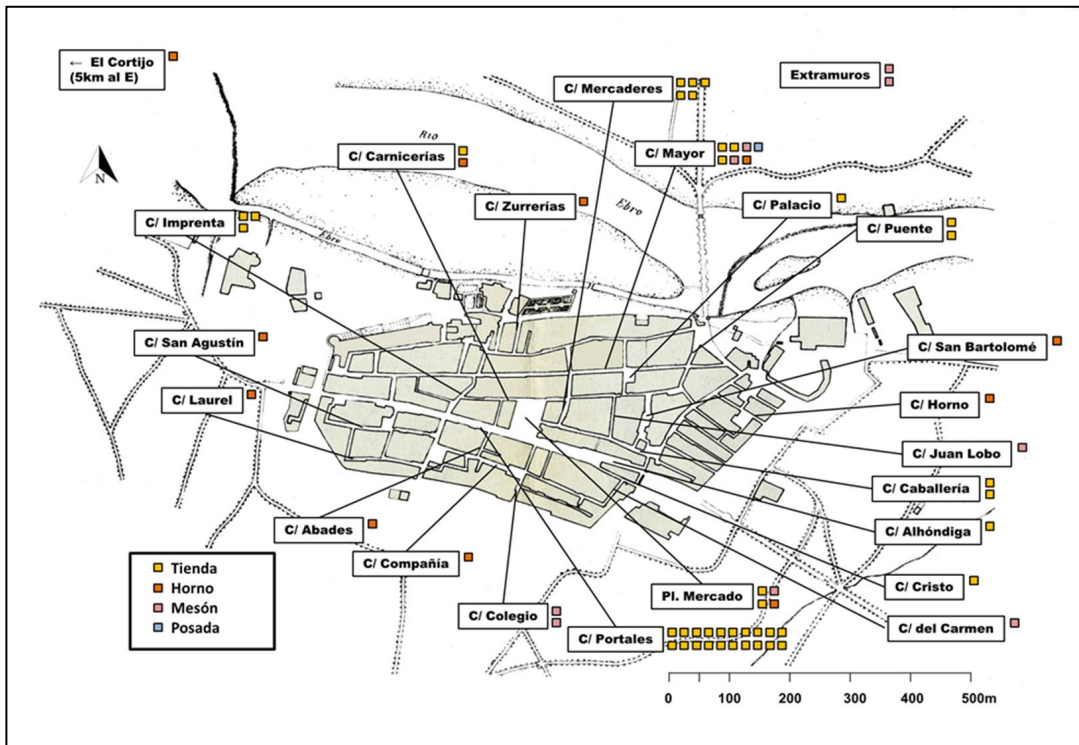 ← El Cortijo
(5km al E)
Extramuros
C/ Mercaderes
RIO
C/ Carnicerías
C/ Mayor
N
C/ Zurrerías
Ebro
C/ Palacio
C/ Imprenta
Ebro
C/ Puente
C/ San Agustín
C/ San Bartolomé
C/ Laurel
C/ Horno
C/ Juan Lobo
C/ Caballería
C/ Abades
C/ Alhóndiga
C/ Compañía
Tienda
Horno
Mesón
Posada
C/ Cristo
Pl. Mercado
C/ Colegio
C/ Portales
C/ del Carmen
0 100 200 300 400 500m